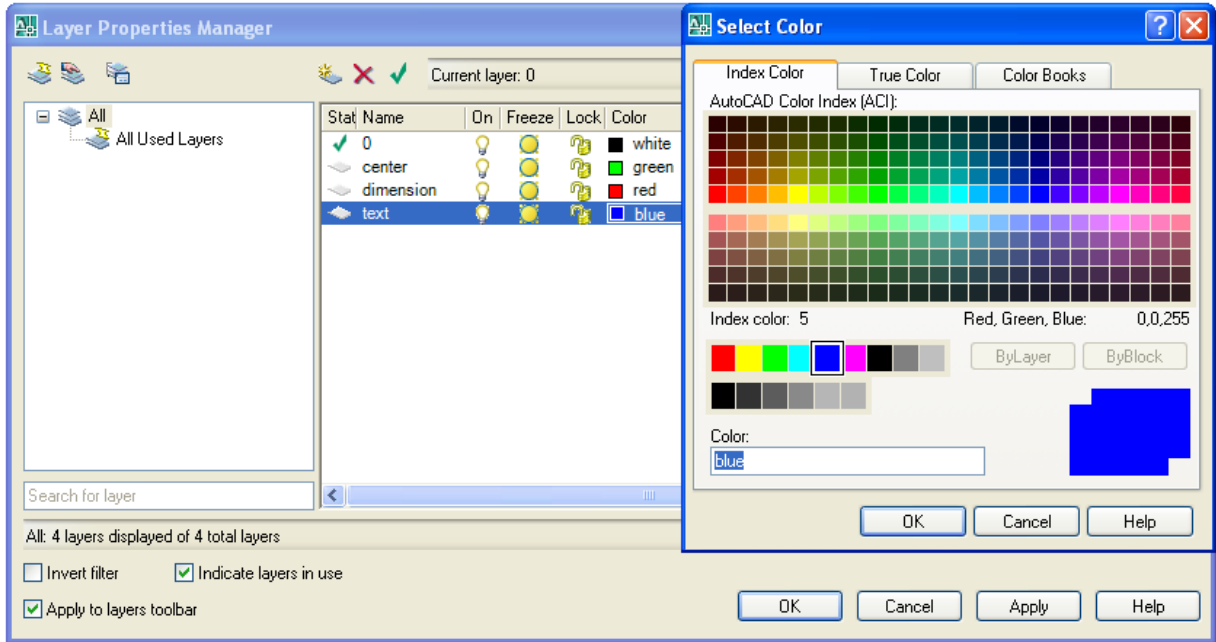 Layer Properties Manager
Current layer: 0
All
All Used Layers
Stat Name On Freeze Lock Color
0 white
center green
dimension red
text blue
Search for layer
All: 4 layers displayed of 4 total layers
Invert filter Indicate layers in use
Apply to layers toolbar
OK Cancel Apply Help
Select Color
Index Color True Color Color Books
AutoCAD Color Index (ACI):
Index color: 5 Red, Green, Blue: 0,0,255
ByLayer ByBlock
Color:
blue
OK Cancel Help